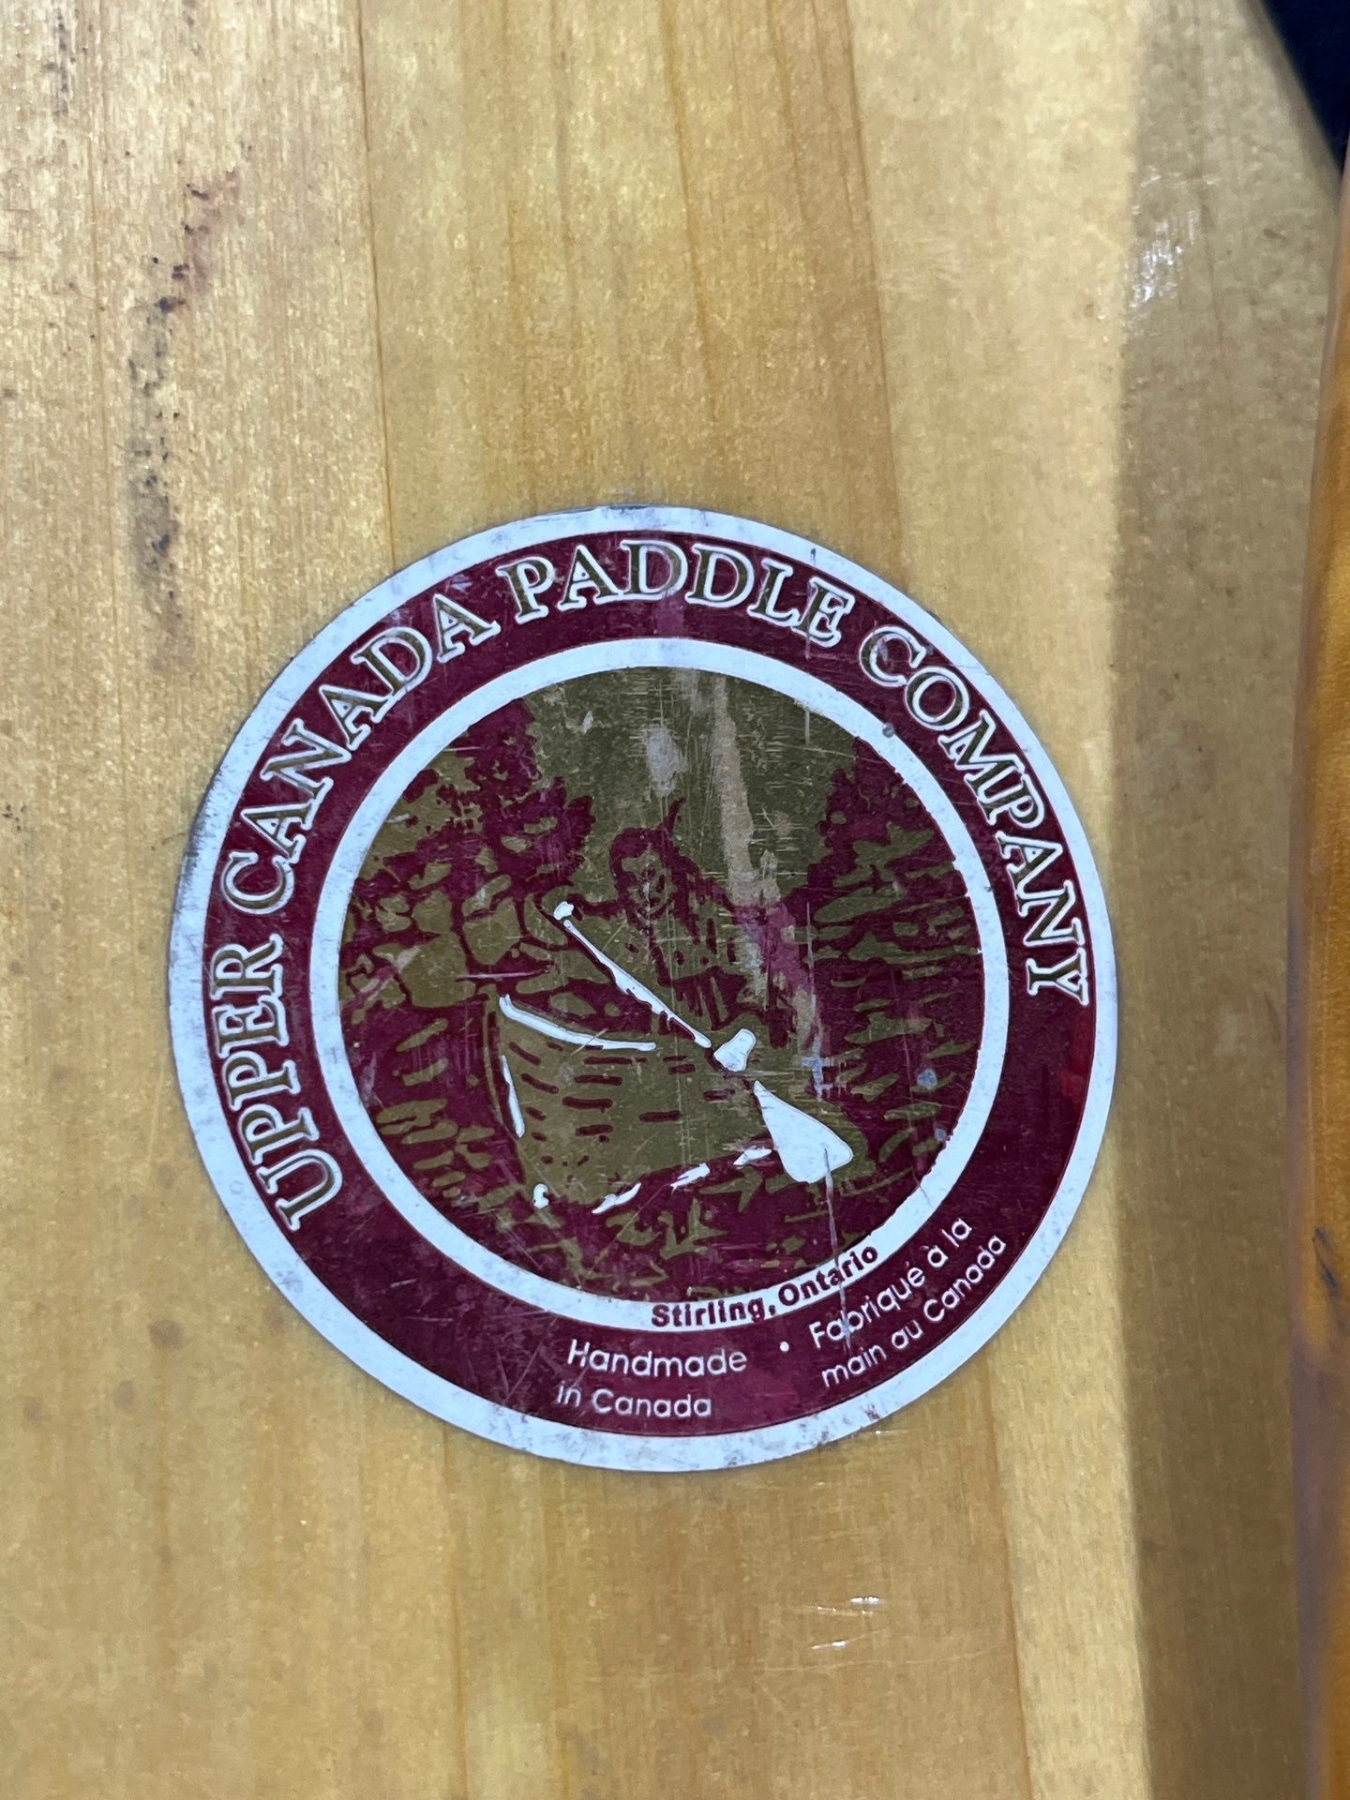 UPPER CANADA PADDLE COMPANY
Stirling, Ontario
Handmade
in Canada
•
Fabriqué à la
main au Canada